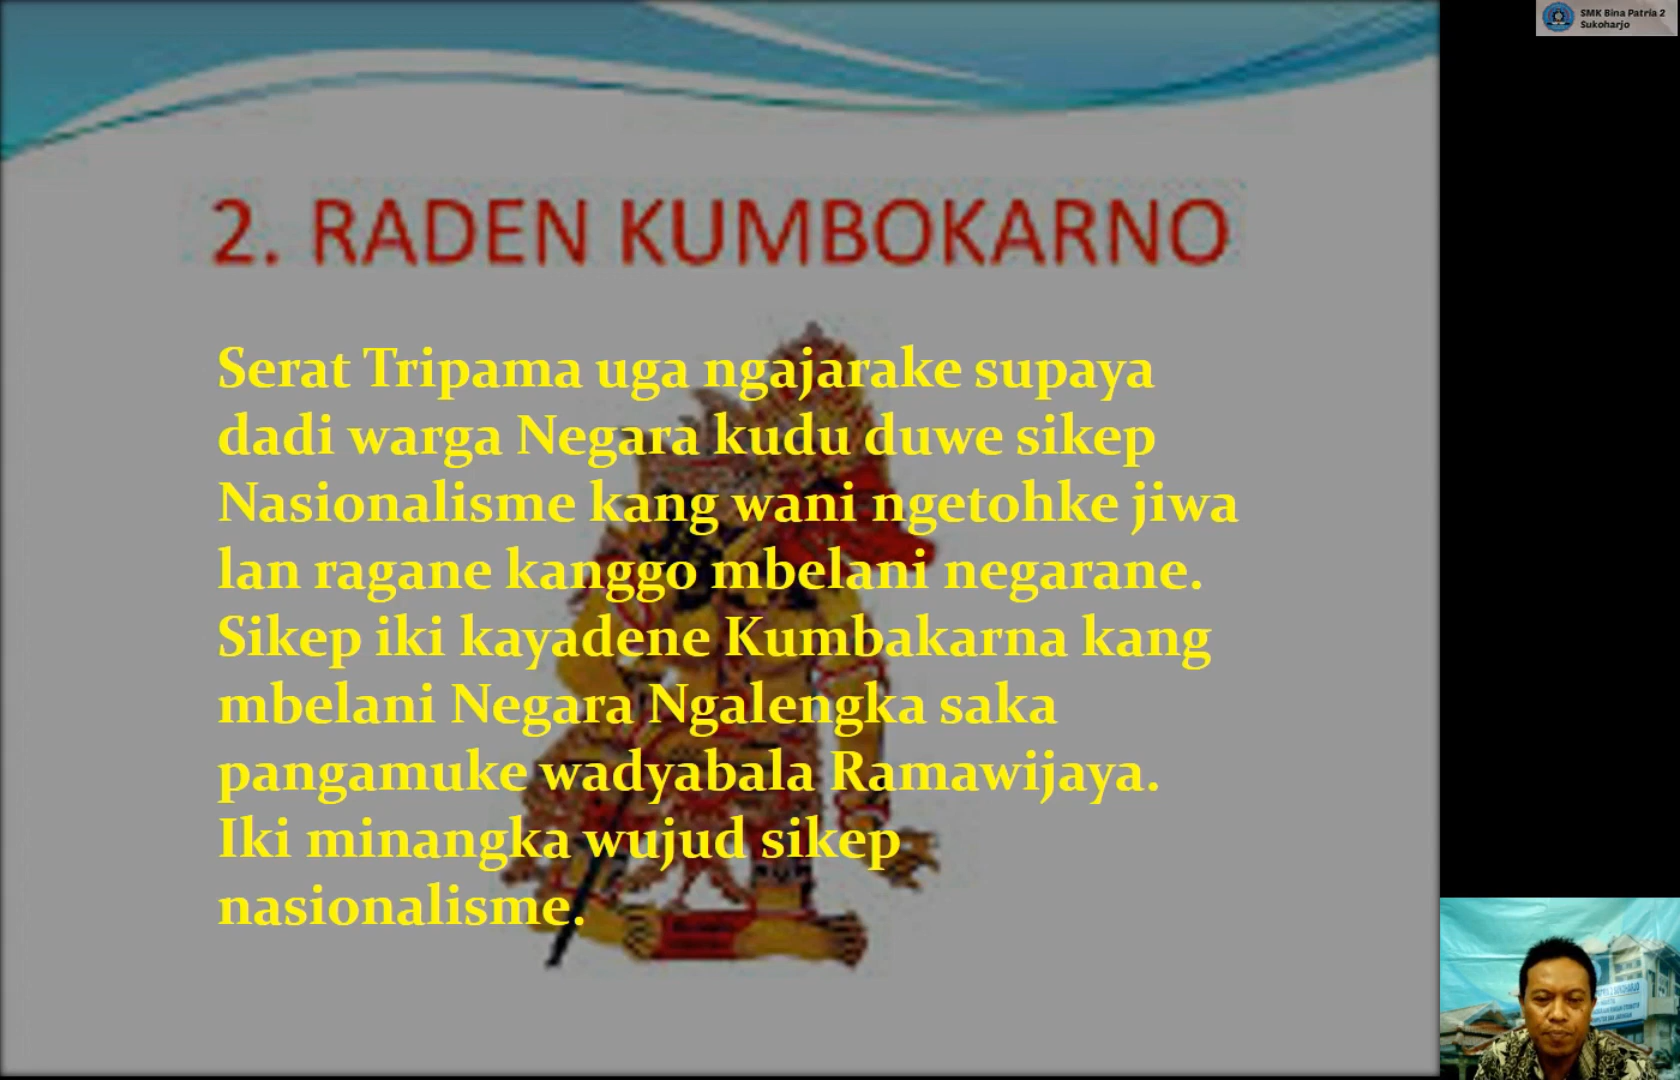 SMK Bina Patria 2
Sukoharjo
2. RADEN KUMBOKARNO
Serat Tripama uga ngajarake supaya
dadi warga Negara kudu duwe sikep
Nasionalisme kang wani ngetohke jiwa
lan ragane kanggo mbelani negarane.
Sikep iki kayadene Kumbakarna kang
mbelani Negara Ngalengka saka
pangamuke wadyabala Ramawijaya.
Iki minangka wujud sikep
nasionalisme.